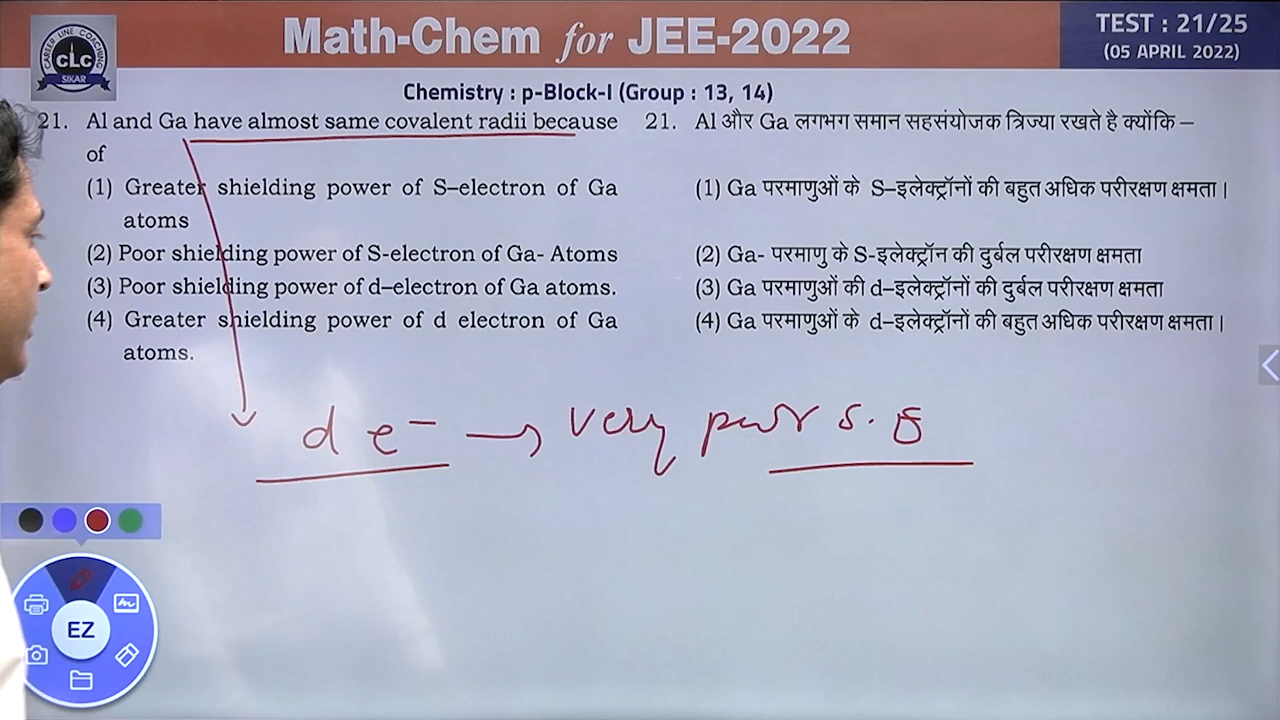 CAREER LINE COACHING
CLC
SIKAR
Math-Chem for JEE-2022
TEST : 21/25
(05 APRIL 2022)
Chemistry : p-Block-I (Group : 13, 14)
21. Al and Ga have almost same covalent radii because
of
(1) Greater shielding power of S–electron of Ga
atoms
(2) Poor shielding power of S-electron of Ga- Atoms
(3) Poor shielding power of d–electron of Ga atoms.
(4) Greater shielding power of d electron of Ga
atoms.
21. Al और Ga लगभग समान सहसंयोजक त्रिज्या रखते है क्योंकि –
(1) Ga परमाणुओं के S–इलेक्ट्रॉनों की बहुत अधिक परीरक्षण क्षमता।
(2) Ga- परमाणु के S-इलेक्ट्रॉन की दुर्बल परीरक्षण क्षमता
(3) Ga परमाणुओं की d–इलेक्ट्रॉनों की दुर्बल परीरक्षण क्षमता
(4) Ga परमाणुओं के d–इलेक्ट्रॉनों की बहुत अधिक परीरक्षण क्षमता।
d e⁻ → very poor s.
EZ